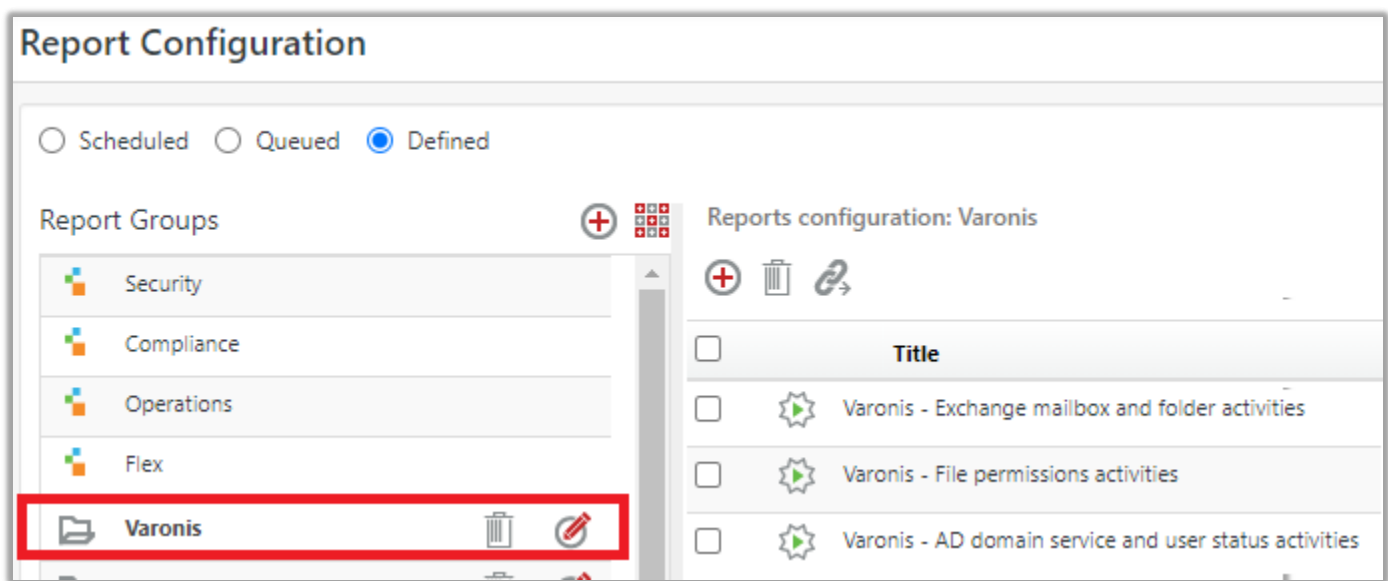 Report Configuration
Scheduled Queued Defined
Report Groups
Security
Compliance
Operations
Flex
Varonis
Reports configuration: Varonis
Title
Varonis - Exchange mailbox and folder activities
Varonis - File permissions activities
Varonis - AD domain service and user status activities